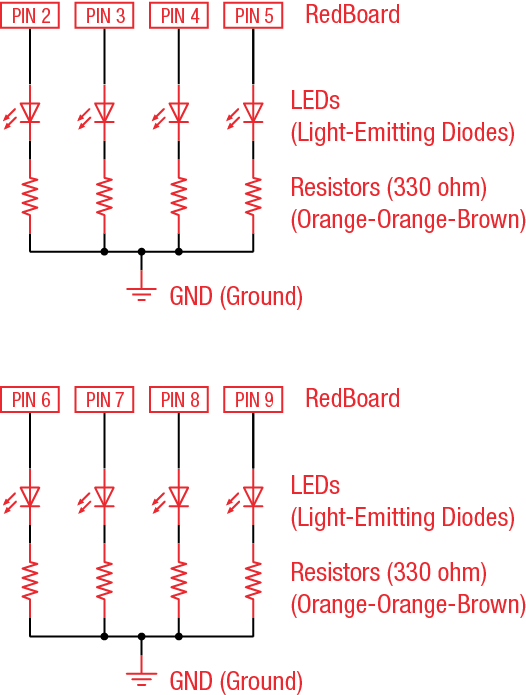 PIN 2 PIN 3 PIN 4 PIN 5 RedBoard
LEDs
(Light-Emitting Diodes)
Resistors (330 ohm)
(Orange-Orange-Brown)
GND (Ground)
PIN 6 PIN 7 PIN 8 PIN 9 RedBoard
LEDs
(Light-Emitting Diodes)
Resistors (330 ohm)
(Orange-Orange-Brown)
GND (Ground)